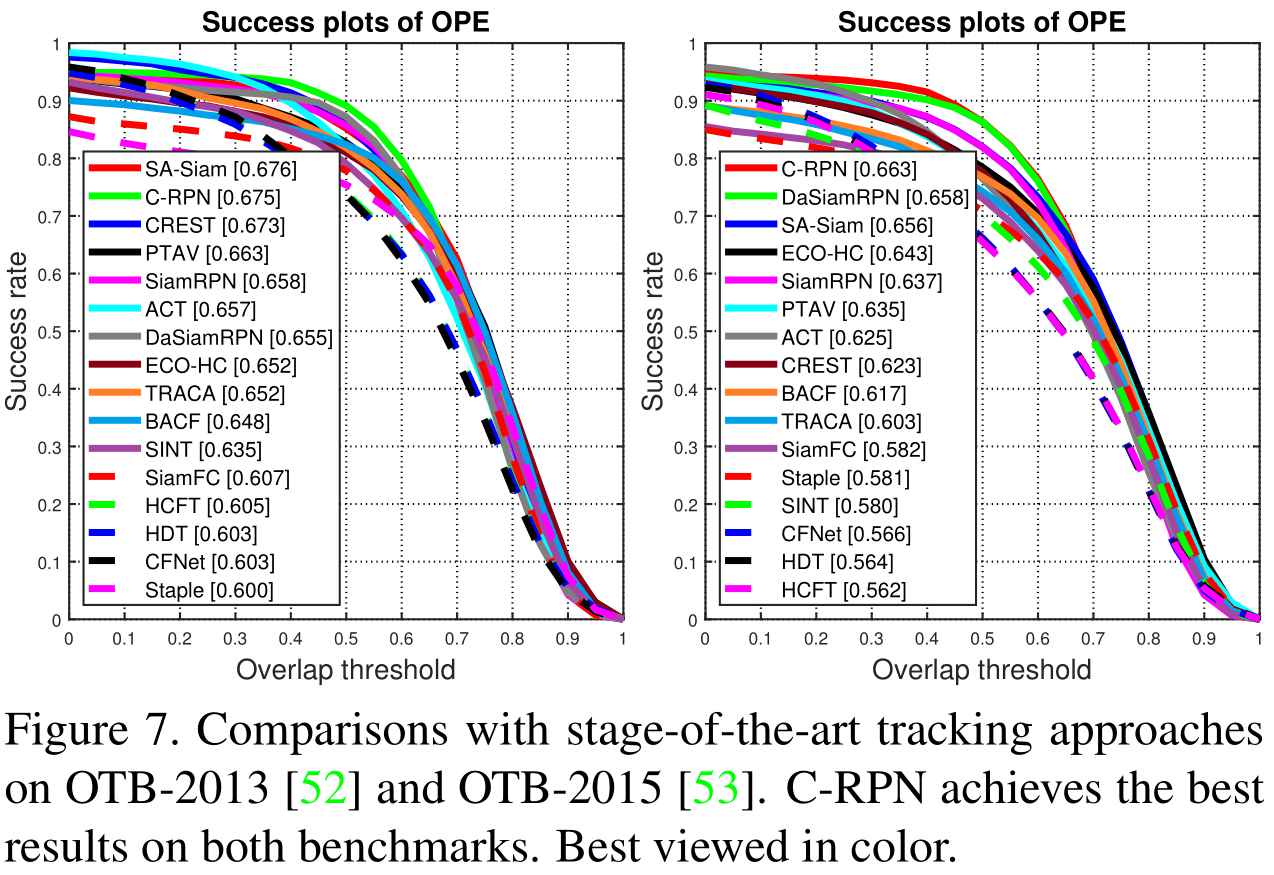 Success plots of OPE
1
0.9
0.8
0.7
0.6
0.5
0.4
0.3
0.2
0.1
0
Success rate
SA-Siam [0.676]
C-RPN [0.675]
CREST [0.673]
PTAV [0.663]
SiamRPN [0.658]
ACT [0.657]
DaSiamRPN [0.655]
ECO-HC [0.652]
TRACA [0.652]
BACF [0.648]
SINT [0.635]
SiamFC [0.607]
HCFT [0.605]
HDT [0.603]
CFNet [0.603]
Staple [0.600]
0 0.1 0.2 0.3 0.4 0.5 0.6 0.7 0.8 0.9 1
Overlap threshold
Success plots of OPE
1
0.9
0.8
0.7
0.6
0.5
0.4
0.3
0.2
0.1
0
Success rate
C-RPN [0.663]
DaSiamRPN [0.658]
SA-Siam [0.656]
ECO-HC [0.643]
SiamRPN [0.637]
PTAV [0.635]
ACT [0.625]
CREST [0.623]
BACF [0.617]
TRACA [0.603]
SiamFC [0.582]
Staple [0.581]
SINT [0.580]
CFNet [0.566]
HDT [0.564]
HCFT [0.562]
0 0.1 0.2 0.3 0.4 0.5 0.6 0.7 0.8 0.9 1
Overlap threshold
Figure 7. Comparisons with stage-of-the-art tracking approaches
on OTB-2013 [52] and OTB-2015 [53]. C-RPN achieves the best
results on both benchmarks. Best viewed in color.